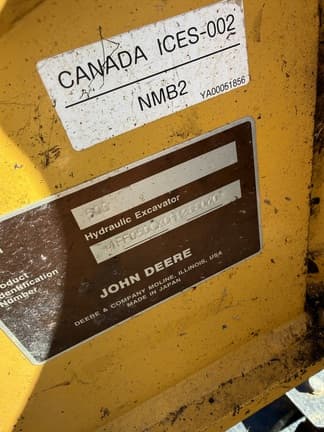 CANADA ICES-002
NMB2
YA00051856
50G
Hydraulic Excavator
Product
Identification
Number
JOHN DEERE
DEERE & COMPANY MOLINE, ILLINOIS, USA
MADE IN JAPAN